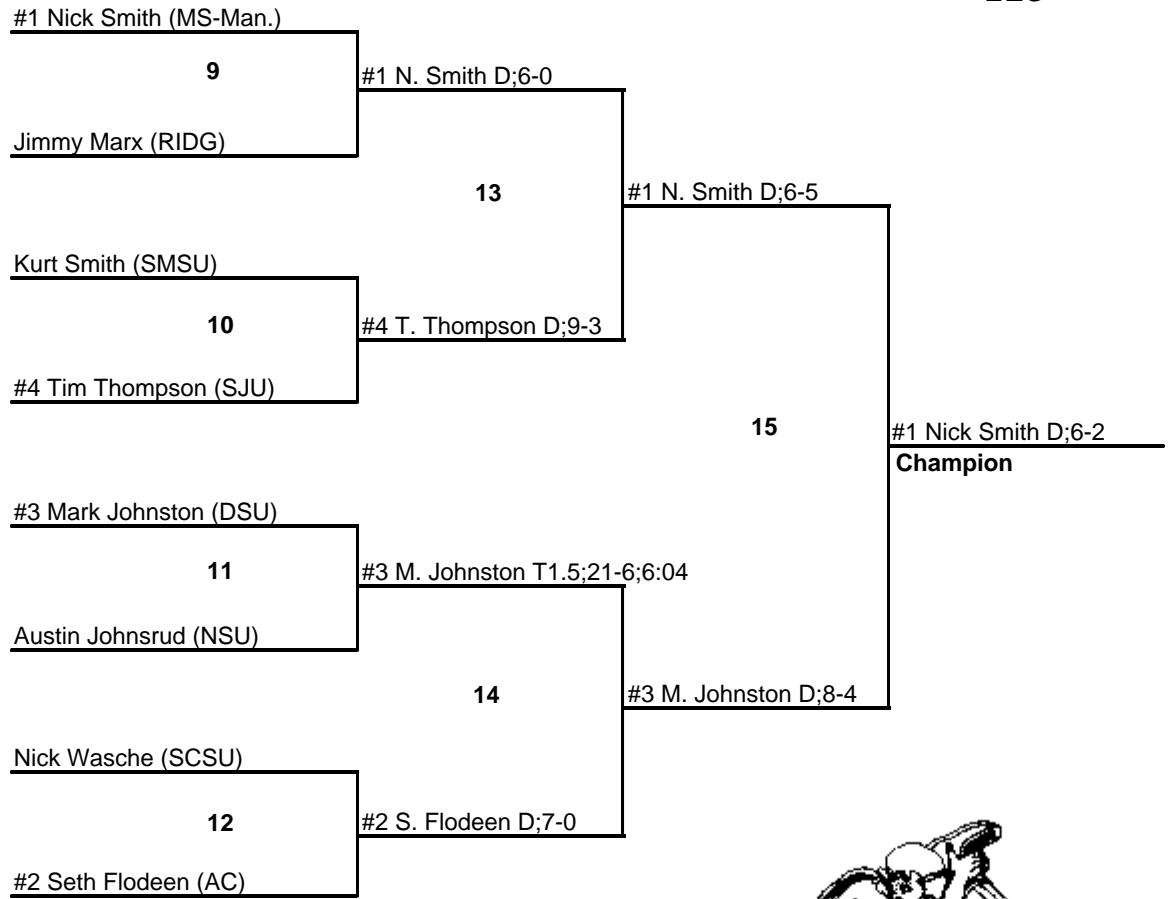 #1 Nick Smith (MS-Man.)
9
#1 N. Smith D;6-0
Jimmy Marx (RIDG)
13
#1 N. Smith D;6-5
Kurt Smith (SMSU)
10
#4 T. Thompson D;9-3
#4 Tim Thompson (SJU)
15
#1 Nick Smith D;6-2
Champion
#3 Mark Johnston (DSU)
11
#3 M. Johnston T1.5;21-6;6:04
Austin Johnsrud (NSU)
14
#3 M. Johnston D;8-4
Nick Wasche (SCSU)
12
#2 S. Flodeen D;7-0
#2 Seth Flodeen (AC)